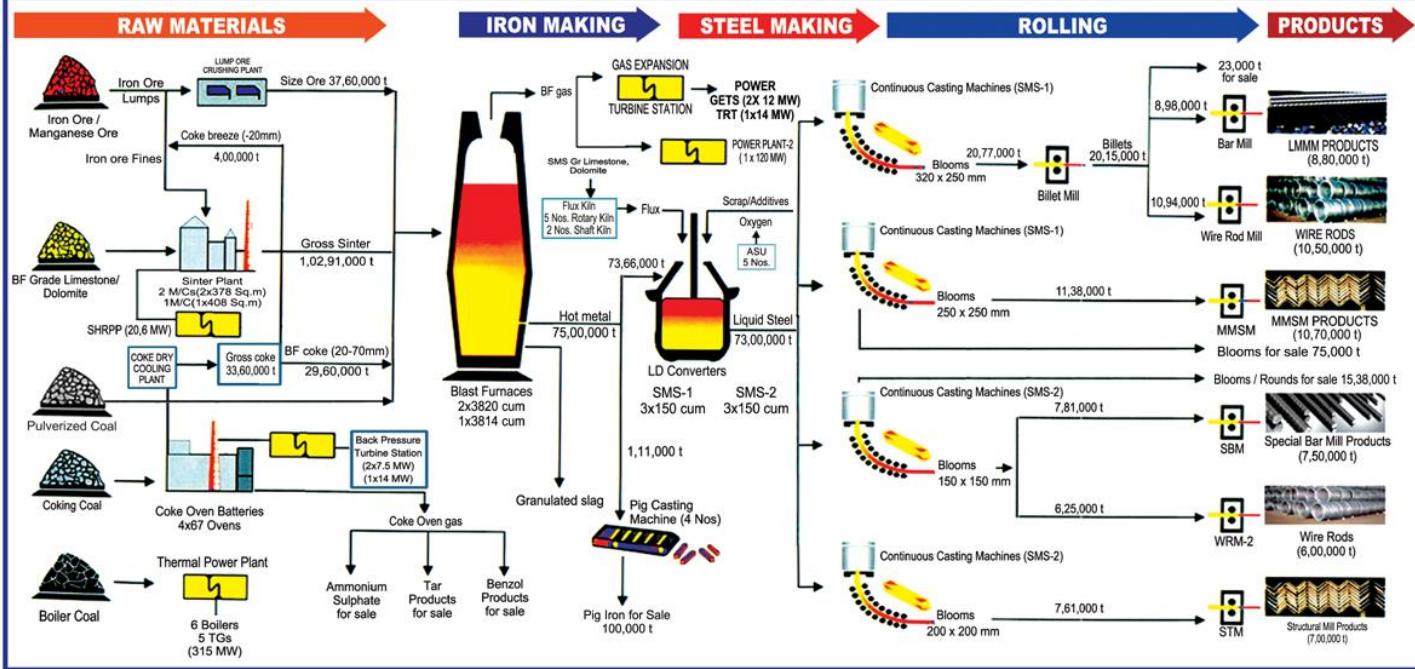 RAW MATERIALS
IRON MAKING
STEEL MAKING
ROLLING
PRODUCTS
Iron Ore /
Manganese Ore
Iron Ore
Lumps
LUMP ORE
CRUSHING PLANT
Size Ore 37,60,000 t
Coke breeze (-20mm)
4,00,000 t
Iron ore Fines
BF Grade Limestone/
Dolomite
Sinter Plant
2 M/Cs(2x378 Sq.m)
1M/C(1x408 Sq.m)
Gross Sinter
1,02,91,000 t
SHRPP (20,6 MW)
COKE DRY
COOLING
PLANT
Gross coke
33,60,000 t
BF coke (20-70mm)
29,60,000 t
Pulverized Coal
Back Pressure
Turbine Station
(2x7.5 MW)
(1x14 MW)
Coking Coal
Coke Oven Batteries
4x67 Ovens
Coke Oven gas
Ammonium
Sulphate
for sale
Tar
Products
for sale
Benzol
Products
for sale
Boiler Coal
Thermal Power Plant
6 Boilers
5 TGs
(315 MW)
BF gas
GAS EXPANSION
TURBINE STATION
POWER
GETS (2X 12 MW)
TRT (1x14 MW)
POWER PLANT-2
(1 x 120 MW)
SMS Gr Limestone,
Dolomite
Flux Kiln
5 Nos. Rotary Kiln
2 Nos. Shaft Kiln
Flux
Scrap/Additives
Oxygen
ASU
5 Nos.
73,66,000 t
Hot metal
75,00,000 t
Liquid Steel
73,00,000 t
LD Converters
SMS-1
3x150 cum
SMS-2
3x150 cum
Blast Furnaces
2x3820 cum
1x3814 cum
Granulated slag
1,11,000 t
Pig Casting
Machine (4 Nos)
Pig Iron for Sale
100,000 t
Continuous Casting Machines (SMS-1)
Blooms
320 x 250 mm
20,77,000 t
Billet Mill
Billets
20,15,000 t
23,000 t
for sale
8,98,000 t
Bar Mill
LMMM PRODUCTS
(8,80,000 t)
10,94,000 t
Wire Rod Mill
WIRE RODS
(10,50,000 t)
Continuous Casting Machines (SMS-1)
Blooms
250 x 250 mm
11,38,000 t
MMSM
MMSM PRODUCTS
(10,70,000 t)
Blooms for sale 75,000 t
Blooms / Rounds for sale 15,38,000 t
Continuous Casting Machines (SMS-2)
Blooms
150 x 150 mm
7,81,000 t
SBM
Special Bar Mill Products
(7,50,000 t)
6,25,000 t
WRM-2
Wire Rods
(6,00,000 t)
Continuous Casting Machines (SMS-2)
Blooms
200 x 200 mm
7,61,000 t
STM
Structural Mill Products
(7,00,000 t)